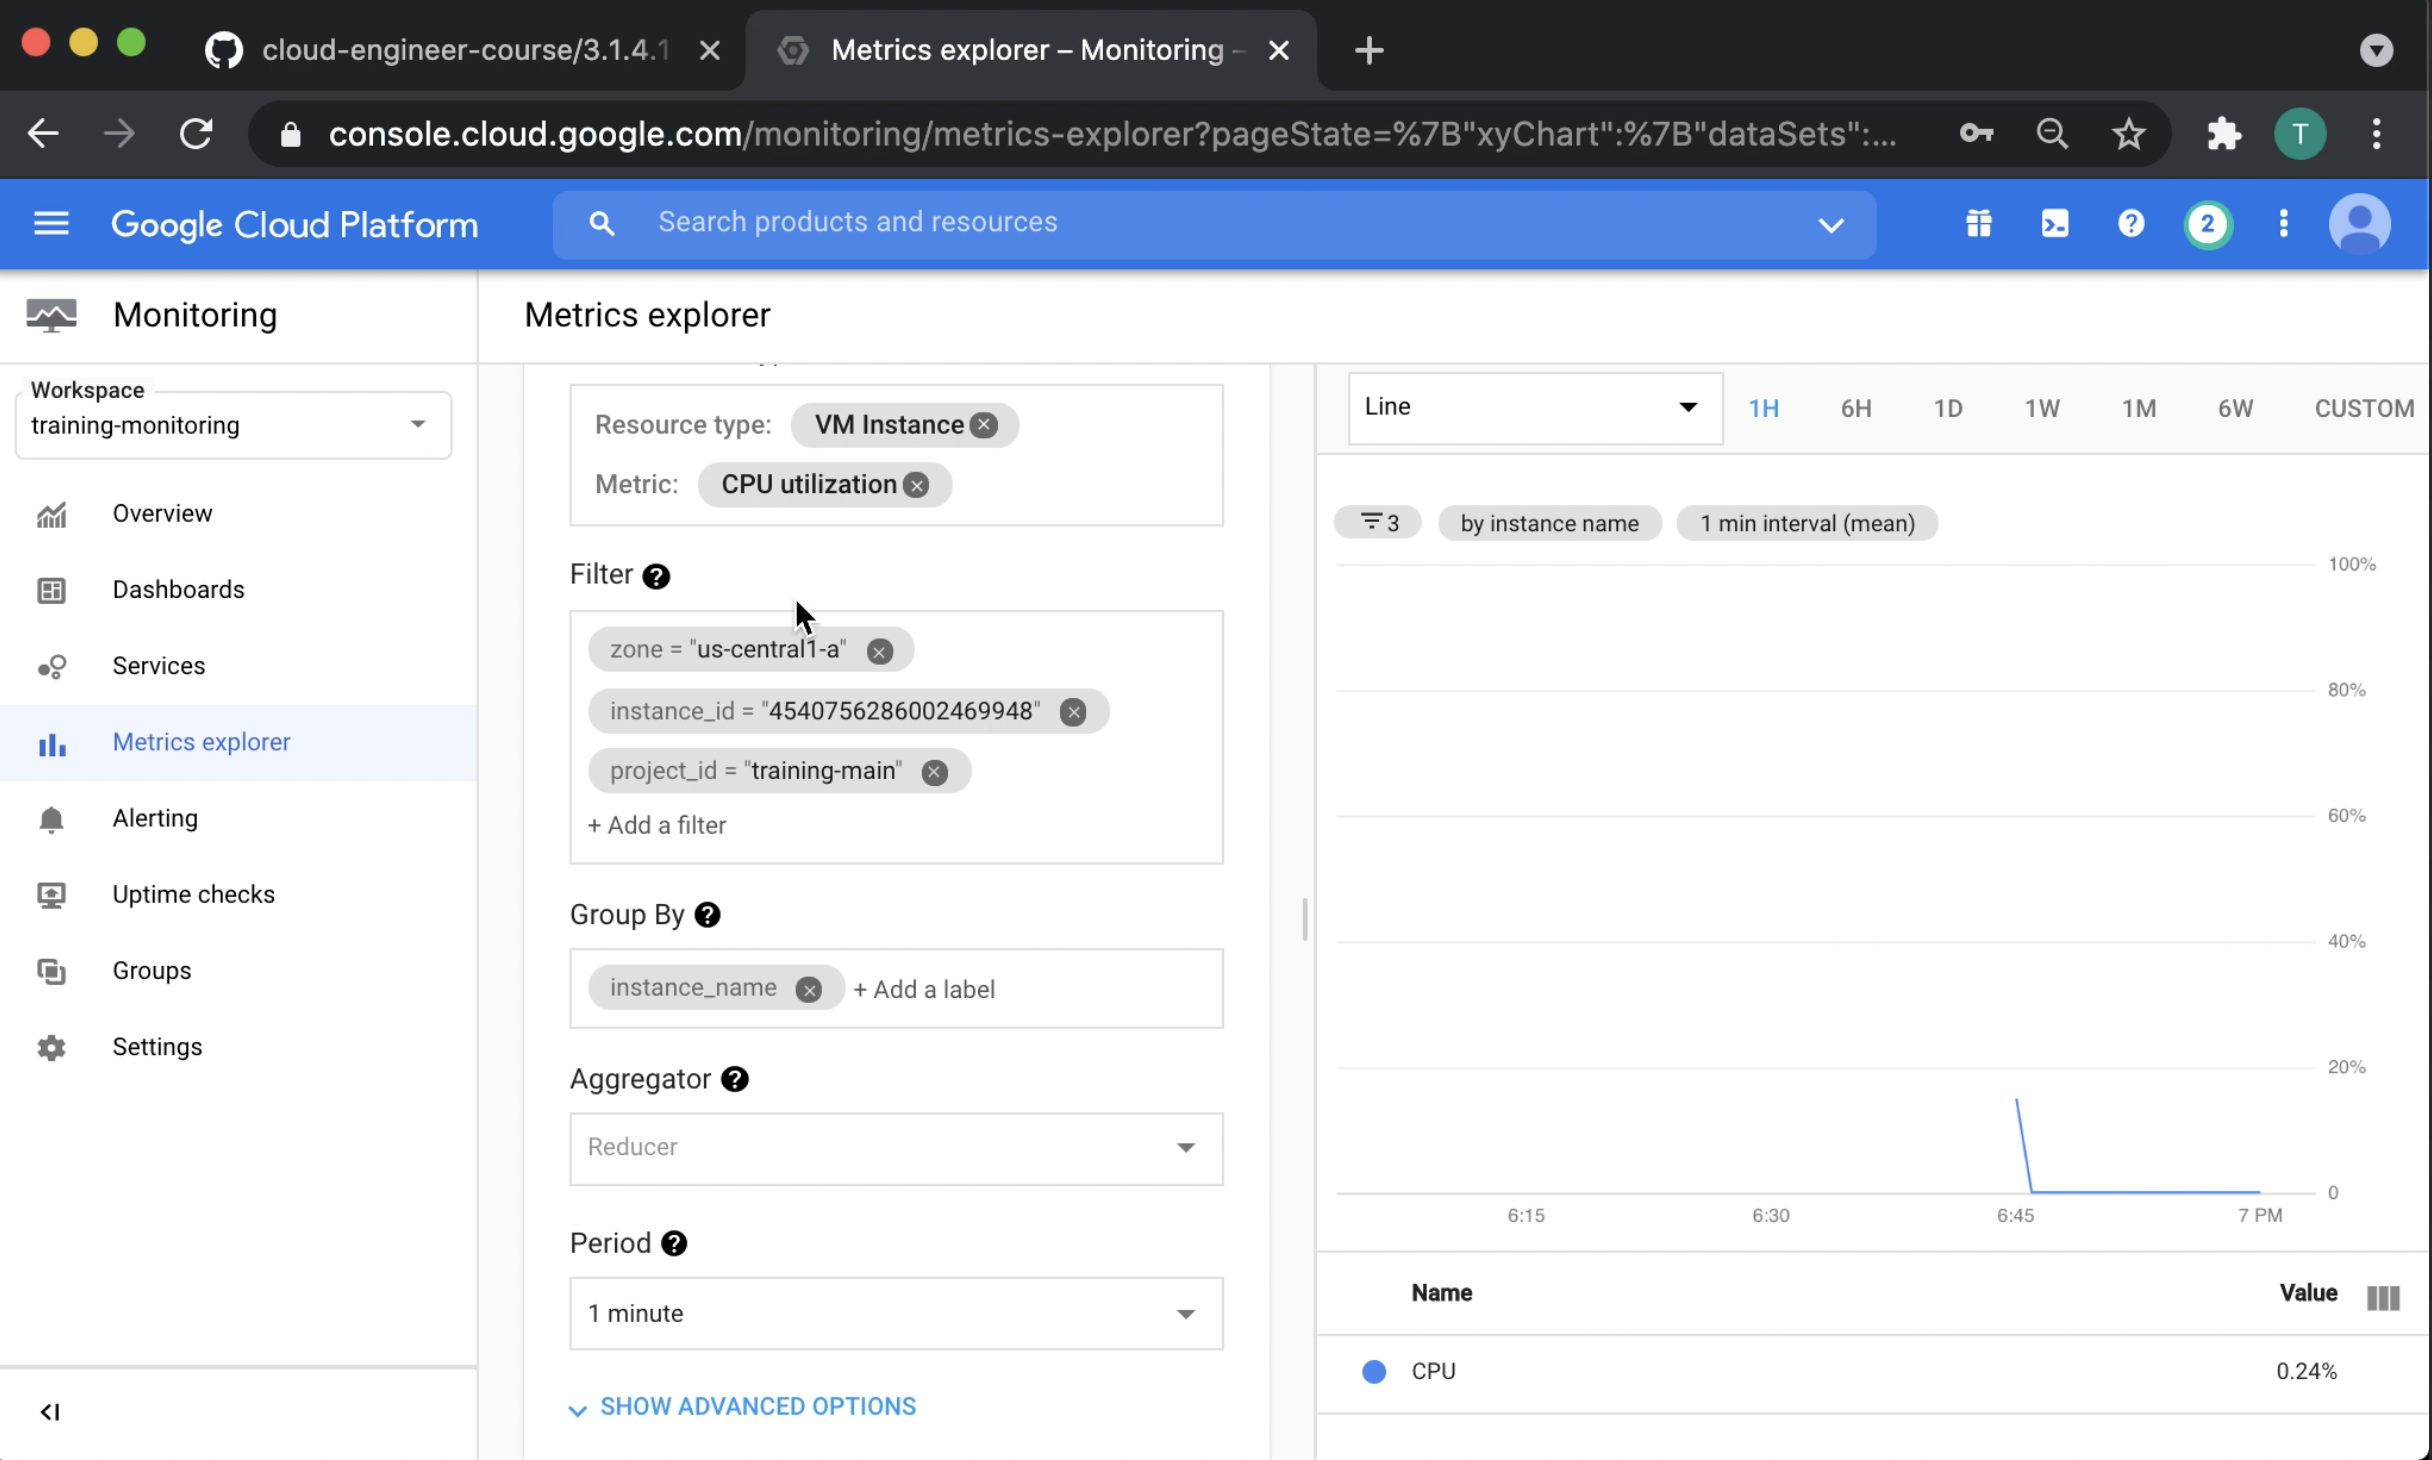 cloud-engineer-course/3.1.4.1
Metrics explorer – Monitoring –
console.cloud.google.com/monitoring/metrics-explorer?pageState=%7B"xyChart":%7B"dataSets":...
T
Google Cloud Platform
Search products and resources
2
Monitoring
Metrics explorer
Workspace
training-monitoring
Overview
Dashboards
Services
Metrics explorer
Alerting
Uptime checks
Groups
Settings
Resource type: VM Instance
Metric: CPU utilization
Filter
zone = "us-central1-a"
instance_id = "4540756286002469948"
project_id = "training-main"
+ Add a filter
Group By
instance_name + Add a label
Aggregator
Reducer
Period
1 minute
SHOW ADVANCED OPTIONS
Line 1H 6H 1D 1W 1M 6W CUSTOM
3 by instance name 1 min interval (mean)
100%
80%
60%
40%
20%
0
6:15 6:30 6:45 7 PM
Name Value
CPU 0.24%